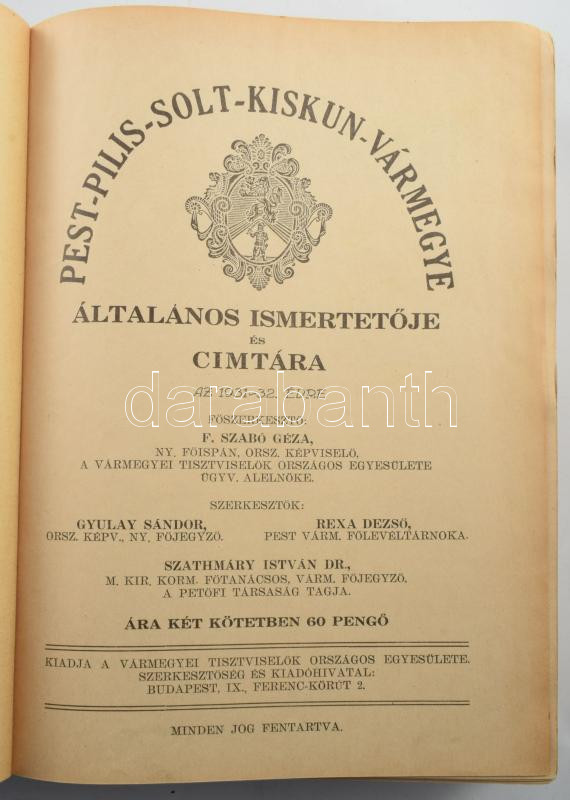 PEST-PILIS-SOLT-KISKUN-VÁRMEGYE
ÁLTALÁNOS ISMERTETŐJE
ÉS
CIMTÁRA
AZ 1931-32. ÉVRE
darabanth
FŐSZERKESZTŐ:
F. SZABÓ GÉZA,
NY. FŐISPÁN, ORSZ. KÉPVISELŐ,
A VÁRMEGYEI TISZTVISELŐK ORSZÁGOS EGYESÜLETE
ÜGYV. ALELNÖKE.
SZERKESZTŐK:
GYULAY SÁNDOR,
ORSZ. KÉPV., NY. FŐJEGYZŐ.
REXA DEZSŐ,
PEST VÁRM. FŐLEVÉLTÁRNOKA.
SZATHMÁRY ISTVÁN DR.,
M. KIR. KORM. FŐTANÁCSOS, VÁRM. FŐJEGYZŐ,
A PETŐFI TÁRSASÁG TAGJA.
ÁRA KÉT KÖTETBEN 60 PENGŐ
KIADJA A VÁRMEGYEI TISZTVISELŐK ORSZÁGOS EGYESÜLETE.
SZERKESZTŐSÉG ÉS KIADÓHIVATAL:
BUDAPEST, IX., FERENC-KÖRÚT 2.
MINDEN JOG FENTARTVA.